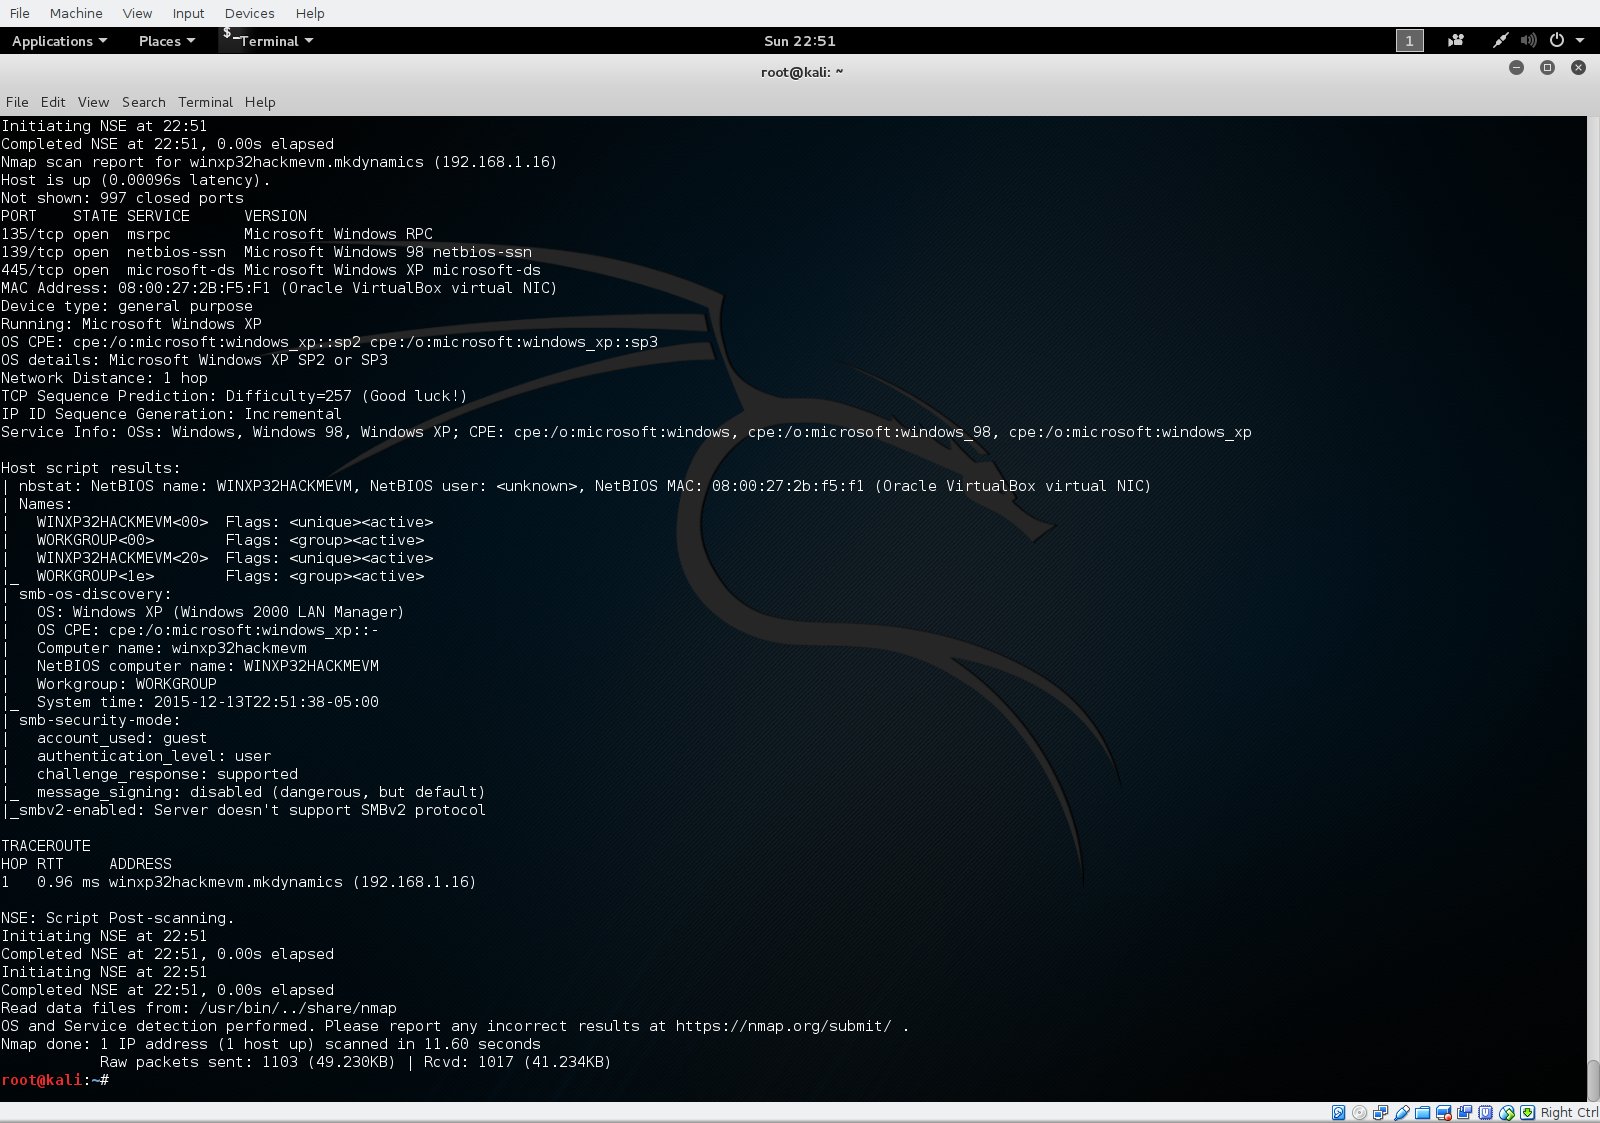 File Machine View Input Devices Help
Applications Places $_ Terminal Sun 22:51 1
root@kali: ~
File Edit View Search Terminal Help
Initiating NSE at 22:51
Completed NSE at 22:51, 0.00s elapsed
Nmap scan report for winxp32hackmevm.mkdynamics (192.168.1.16)
Host is up (0.00096s latency).
Not shown: 997 closed ports
PORT    STATE SERVICE      VERSION
135/tcp open  msrpc        Microsoft Windows RPC
139/tcp open  netbios-ssn  Microsoft Windows 98 netbios-ssn
445/tcp open  microsoft-ds Microsoft Windows XP microsoft-ds
MAC Address: 08:00:27:2B:F5:F1 (Oracle VirtualBox virtual NIC)
Device type: general purpose
Running: Microsoft Windows XP
OS CPE: cpe:/o:microsoft:windows_xp::sp2 cpe:/o:microsoft:windows_xp::sp3
OS details: Microsoft Windows XP SP2 or SP3
Network Distance: 1 hop
TCP Sequence Prediction: Difficulty=257 (Good luck!)
IP ID Sequence Generation: Incremental
Service Info: OSs: Windows, Windows 98, Windows XP; CPE: cpe:/o:microsoft:windows, cpe:/o:microsoft:windows_98, cpe:/o:microsoft:windows_xp

Host script results:
| nbstat: NetBIOS name: WINXP32HACKMEVM, NetBIOS user: <unknown>, NetBIOS MAC: 08:00:27:2b:f5:f1 (Oracle VirtualBox virtual NIC)
| Names:
|   WINXP32HACKMEVM<00>  Flags: <unique><active>
|   WORKGROUP<00>        Flags: <group><active>
|   WINXP32HACKMEVM<20>  Flags: <unique><active>
|_  WORKGROUP<1e>        Flags: <group><active>
| smb-os-discovery:
|   OS: Windows XP (Windows 2000 LAN Manager)
|   OS CPE: cpe:/o:microsoft:windows_xp::-
|   Computer name: winxp32hackmevm
|   NetBIOS computer name: WINXP32HACKMEVM
|   Workgroup: WORKGROUP
|_  System time: 2015-12-13T22:51:38-05:00
| smb-security-mode:
|   account_used: guest
|   authentication_level: user
|   challenge_response: supported
|_  message_signing: disabled (dangerous, but default)
|_smbv2-enabled: Server doesn't support SMBv2 protocol

TRACEROUTE
HOP RTT     ADDRESS
1   0.96 ms winxp32hackmevm.mkdynamics (192.168.1.16)

NSE: Script Post-scanning.
Initiating NSE at 22:51
Completed NSE at 22:51, 0.00s elapsed
Initiating NSE at 22:51
Completed NSE at 22:51, 0.00s elapsed
Read data files from: /usr/bin/../share/nmap
OS and Service detection performed. Please report any incorrect results at https://nmap.org/submit/ .
Nmap done: 1 IP address (1 host up) scanned in 11.60 seconds
           Raw packets sent: 1103 (49.230KB) | Rcvd: 1017 (41.234KB)
root@kali:~#
Right Ctrl